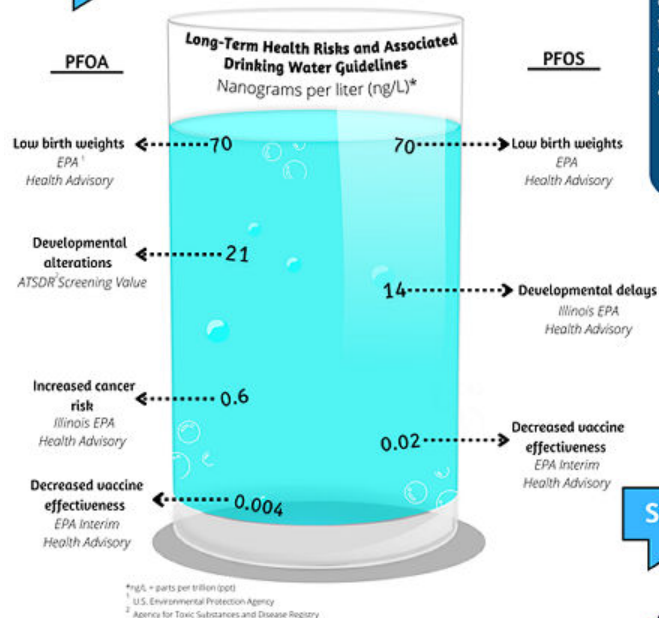 Long-Term Health Risks and Associated
Drinking Water Guidelines
Nanograms per liter (ng/L)*
PFOA
PFOS
Low birth weights
EPA 1
Health Advisory
70
70
Low birth weights
EPA
Health Advisory
Developmental
alterations
ATSDR2 Screening Value
21
14
Developmental delays
Illinois EPA
Health Advisory
Increased cancer
risk
Illinois EPA
Health Advisory
0.6
0.02
Decreased vaccine
effectiveness
EPA Interim
Health Advisory
Decreased vaccine
effectiveness
EPA Interim
Health Advisory
0.004
S
*ng/L = parts per trillion (ppt)
1 U.S. Environmental Protection Agency
2 Agency for Toxic Substances and Disease Registry